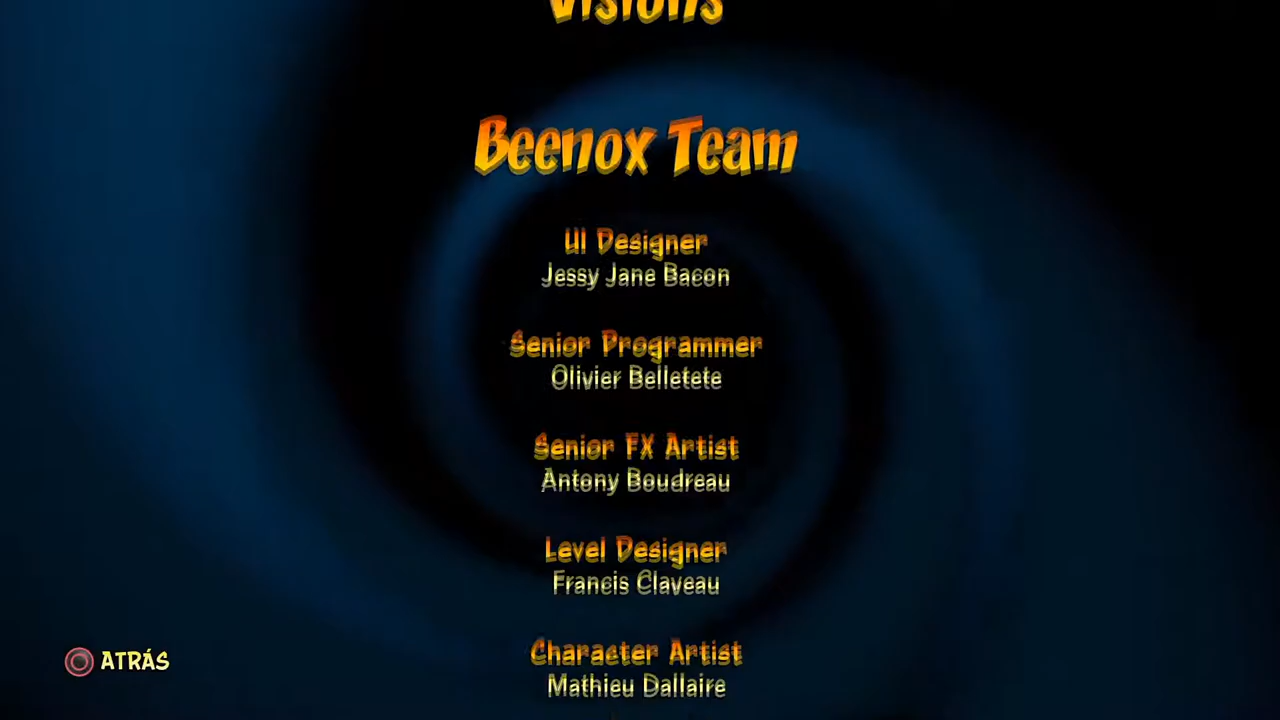 Visions
Beenox Team
UI Designer
Jessy Jane Bacon
Senior Programmer
Olivier Belletete
Senior FX Artist
Antony Boudreau
Level Designer
Francis Claveau
Character Artist
Mathieu Dallaire
ATRÁS